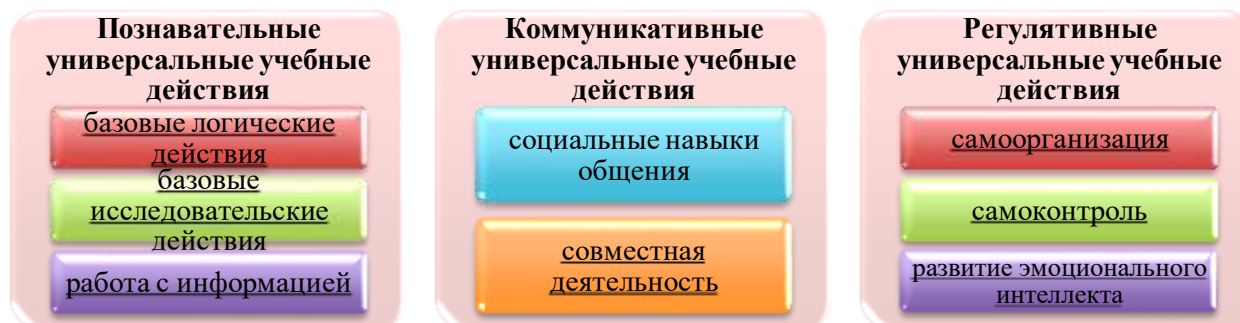 Познавательные
универсальные учебные
действия
базовые логические
действия
базовые
исследовательские
действия
работа с информацией
Коммуникативные
универсальные учебные
действия
социальные навыки
общения
совместная
деятельность
Регулятивные
универсальные учебные
действия
самоорганизация
самоконтроль
развитие эмоционального
интеллекта